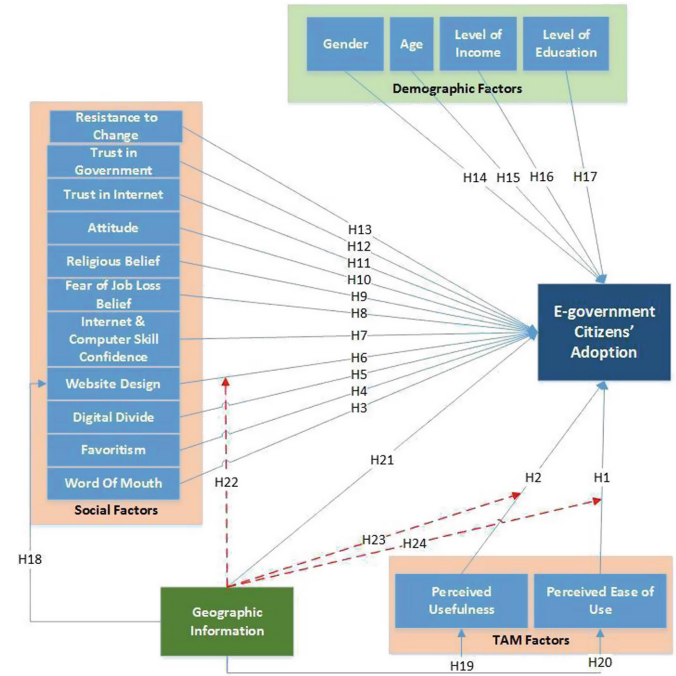 Gender
Age
Level of
Income
Level of
Education
Demographic Factors
Resistance to
Change
Trust in
Government
Trust in Internet
Attitude
Religious Belief
Fear of Job Loss
Belief
Internet &
Computer Skill
Confidence
Website Design
Digital Divide
Favoritism
Word Of Mouth
Social Factors
H14
H15
H16
H17
H13
H12
H11
H10
H9
H8
H7
H6
H5
H4
H3
E-government
Citizens’
Adoption
H21
H22
H2
H1
H23
H24
H18
Geographic
Information
Perceived
Usefulness
Perceived Ease of
Use
TAM Factors
H19
H20